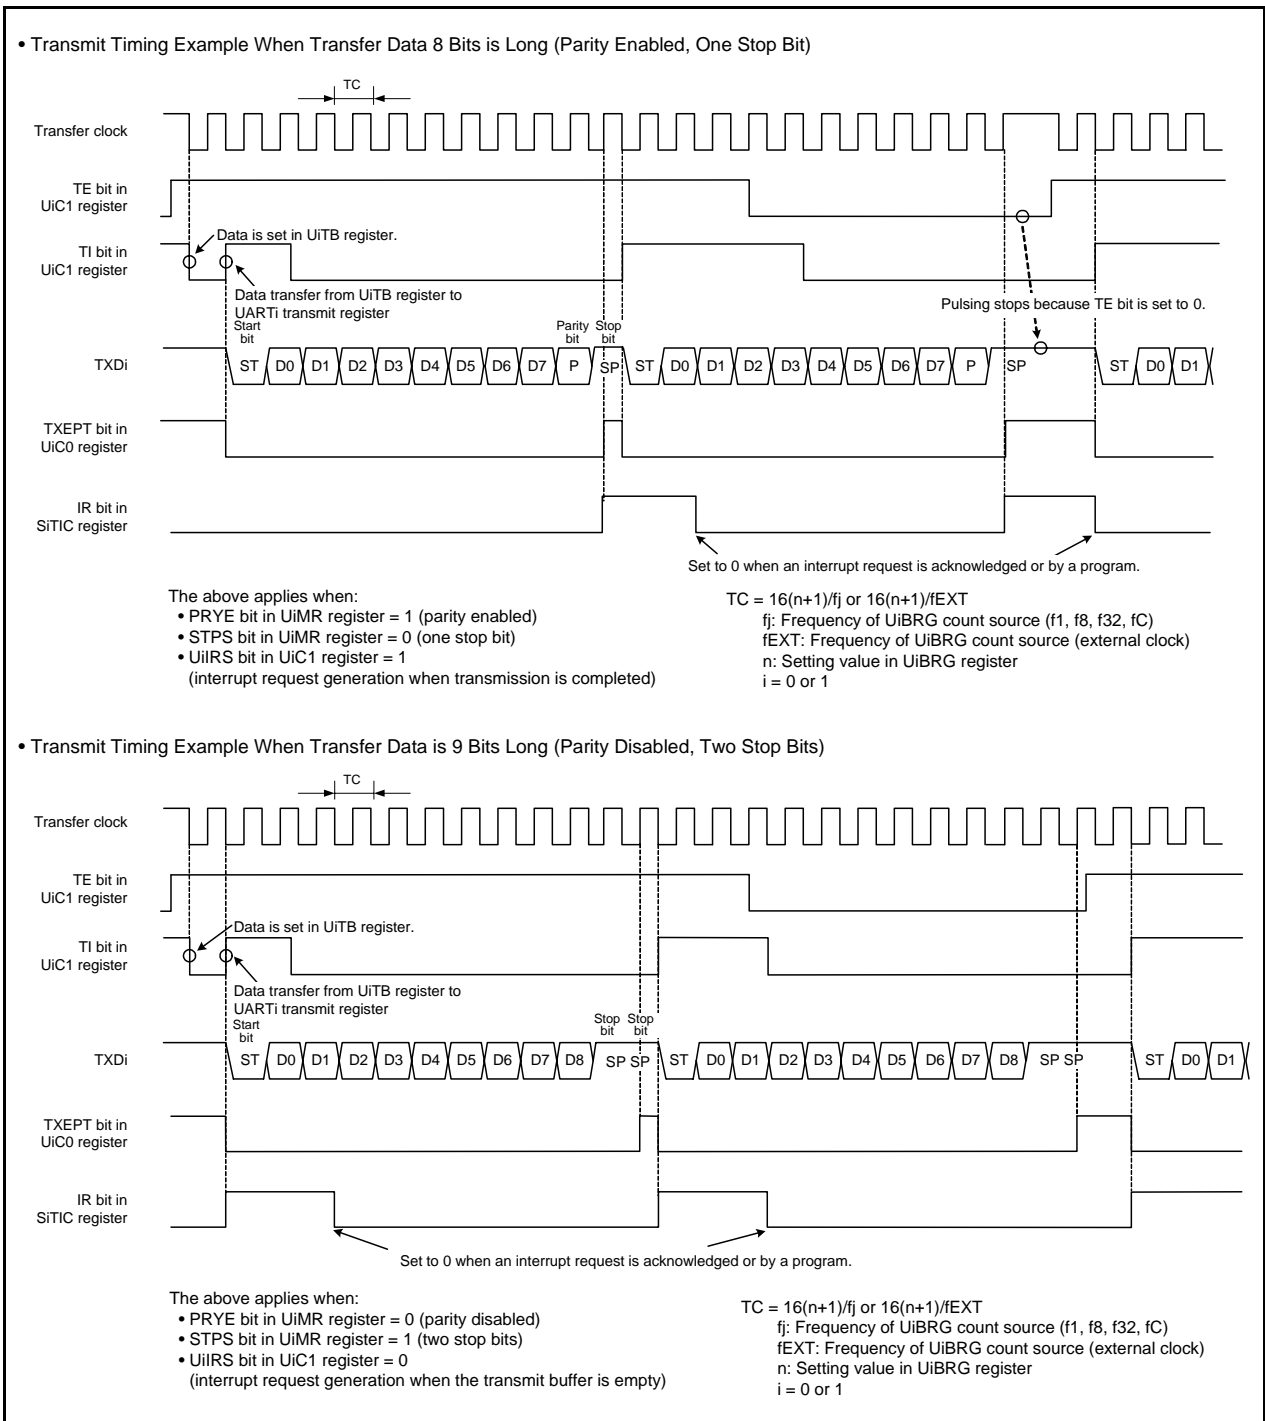 • Transmit Timing Example When Transfer Data 8 Bits is Long (Parity Enabled, One Stop Bit)
TC
Transfer clock
TE bit in
UiC1 register
Data is set in UiTB register.
TI bit in
UiC1 register
Data transfer from UiTB register to
UARTi transmit register
Pulsing stops because TE bit is set to 0.
Start
bit
Parity
bit
Stop
bit
TXDi
ST D0 D1 D2 D3 D4 D5 D6 D7 P SP ST D0 D1 D2 D3 D4 D5 D6 D7 P SP ST D0 D1
TXEPT bit in
UiC0 register
IR bit in
SiTIC register
Set to 0 when an interrupt request is acknowledged or by a program.
The above applies when:
• PRYE bit in UiMR register = 1 (parity enabled)
• STPS bit in UiMR register = 0 (one stop bit)
• UiIRS bit in UiC1 register = 1
(interrupt request generation when transmission is completed)
TC = 16(n+1)/fj or 16(n+1)/fEXT
fj: Frequency of UiBRG count source (f1, f8, f32, fC)
fEXT: Frequency of UiBRG count source (external clock)
n: Setting value in UiBRG register
i = 0 or 1
• Transmit Timing Example When Transfer Data is 9 Bits Long (Parity Disabled, Two Stop Bits)
TC
Transfer clock
TE bit in
UiC1 register
Data is set in UiTB register.
TI bit in
UiC1 register
Data transfer from UiTB register to
UARTi transmit register
Start
bit
Stop
bit
Stop
bit
TXDi
ST D0 D1 D2 D3 D4 D5 D6 D7 D8 SP SP ST D0 D1 D2 D3 D4 D5 D6 D7 D8 SP SP ST D0 D1
TXEPT bit in
UiC0 register
IR bit in
SiTIC register
Set to 0 when an interrupt request is acknowledged or by a program.
The above applies when:
• PRYE bit in UiMR register = 0 (parity disabled)
• STPS bit in UiMR register = 1 (two stop bits)
• UiIRS bit in UiC1 register = 0
(interrupt request generation when the transmit buffer is empty)
TC = 16(n+1)/fj or 16(n+1)/fEXT
fj: Frequency of UiBRG count source (f1, f8, f32, fC)
fEXT: Frequency of UiBRG count source (external clock)
n: Setting value in UiBRG register
i = 0 or 1